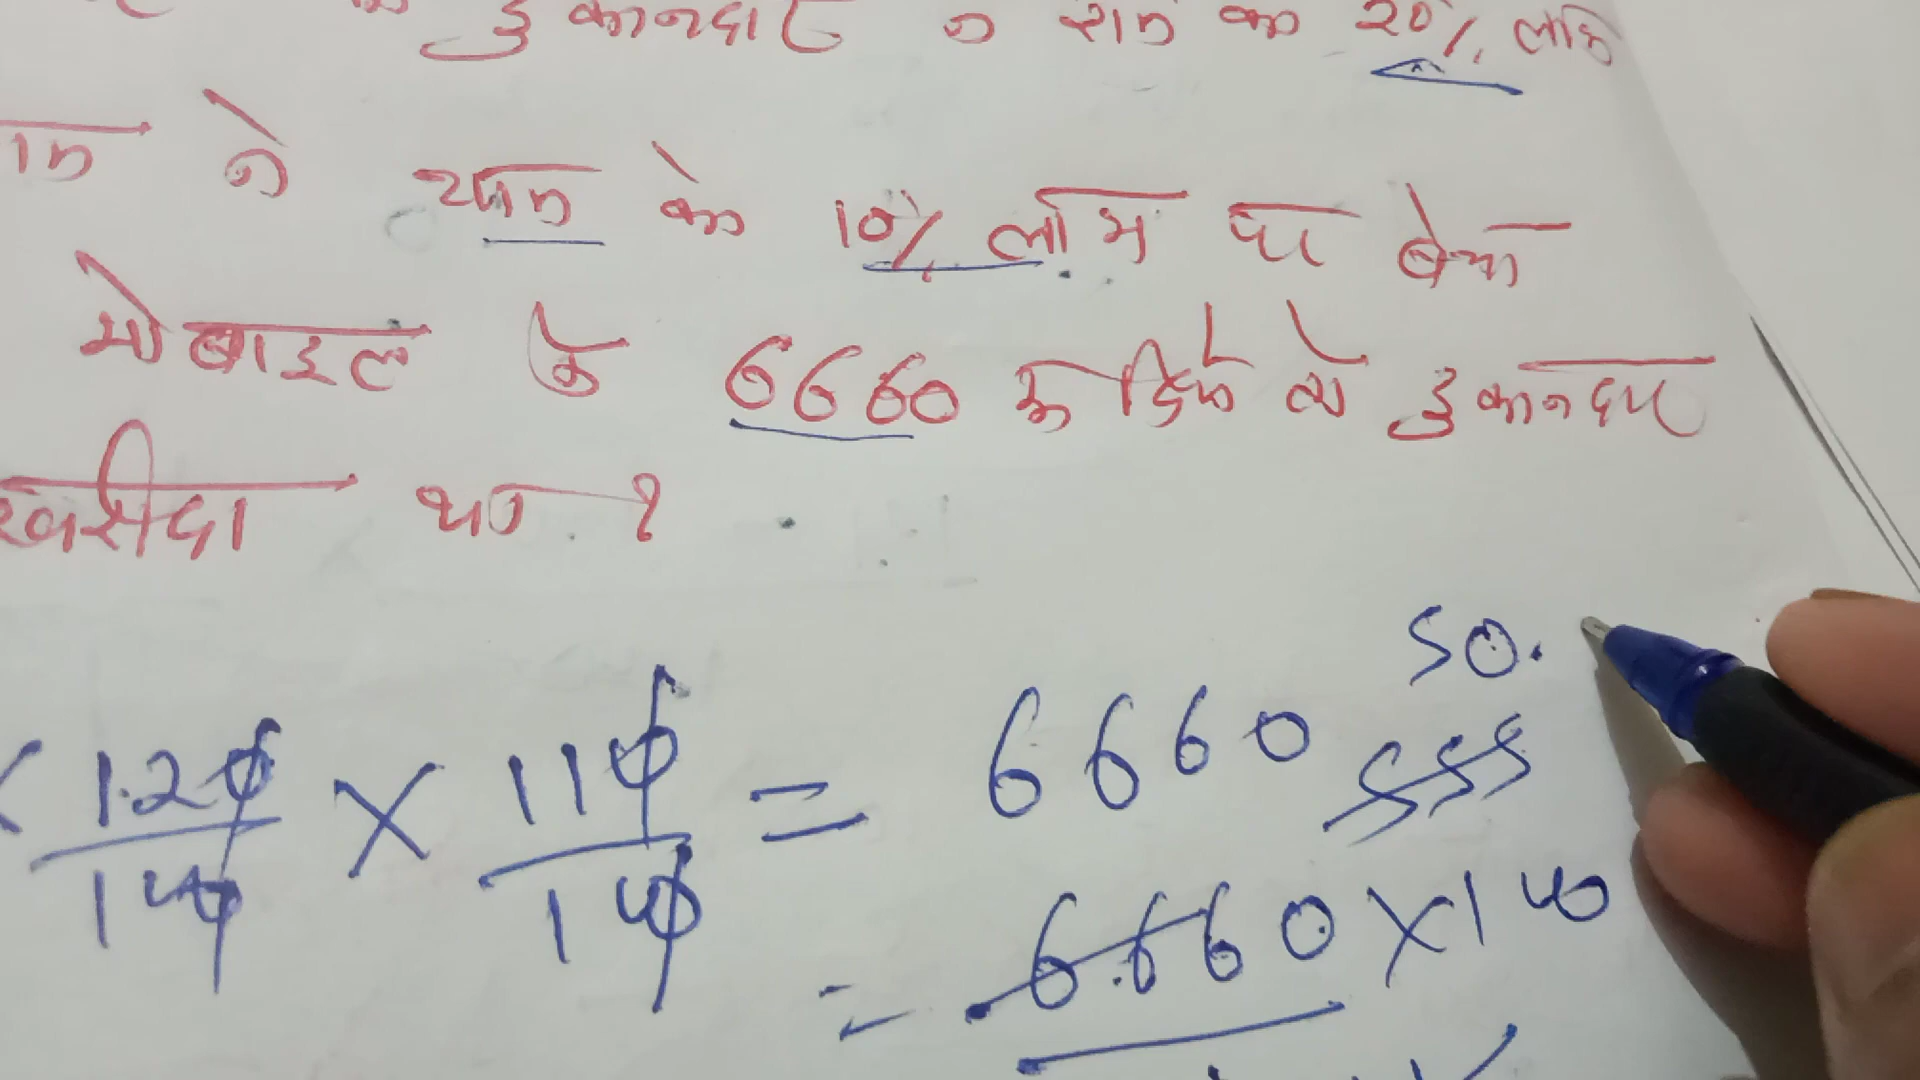 दुकानदार ने राम को 20% लाभ
ाम ने श्याम को 10% लाभ पर बेचा
मोबाइल के 6660 रू दिये तो दुकानदार
खरीदा था ?
50.
× 120/100 × 110/100 = 6660 555
= 6660 × 100